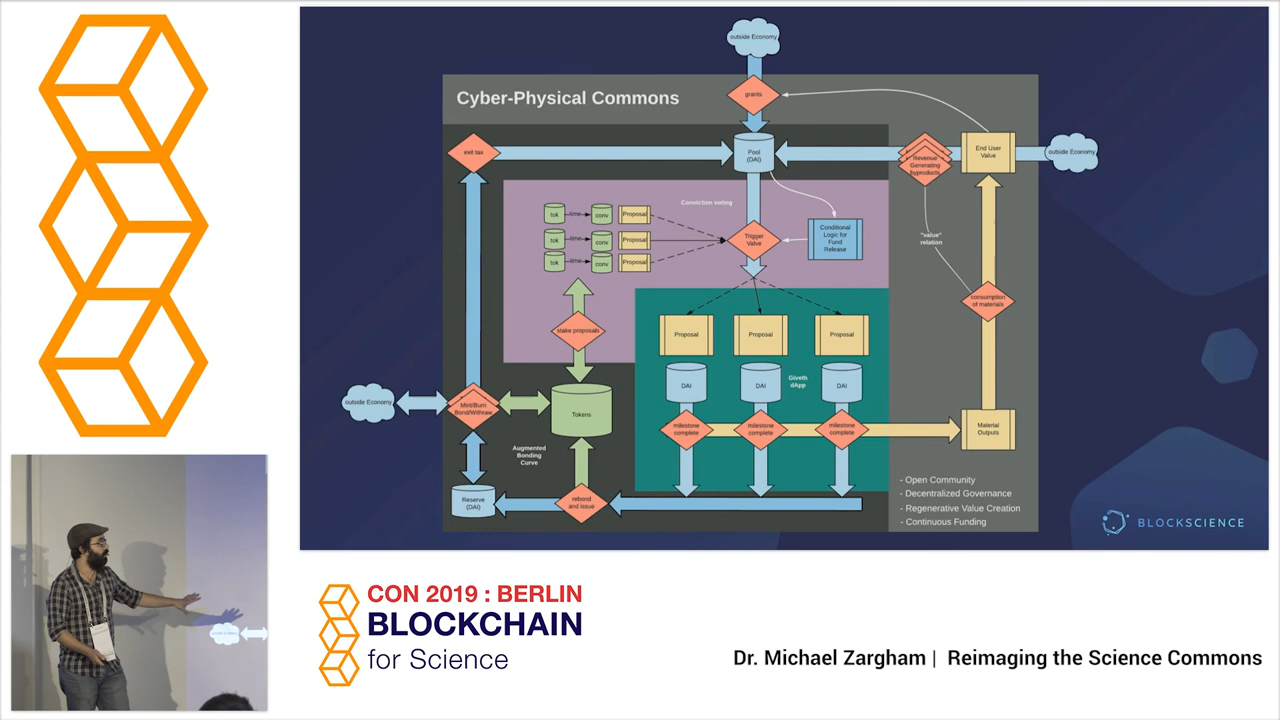 outside Economy
Cyber-Physical Commons
grants
exit tax
Pool
(DAI)
Revenue
Generating
byproducts
End User
Value
outside Economy
Conviction voting
tok
time
conv
Proposal
tok
time
conv
Proposal
tok
time
conv
Proposal
Trigger
Valve
Conditional
Logic for
Fund
Release
"value"
relation
stake proposals
consumption
of materials
Proposal
Proposal
Proposal
DAI
DAI
Giveth
dApp
DAI
outside Economy
Mint/Burn
Bond/Withraw
Tokens
milestone
complete
milestone
complete
milestone
complete
Material
Outputs
Augmented
Bonding
Curve
Reserve
(DAI)
rebond
and issue
- Open Community
- Decentralized Governance
- Regenerative Value Creation
- Continuous Funding
BLOCKSCIENCE
CON 2019 : BERLIN
BLOCKCHAIN
for Science
Dr. Michael Zargham | Reimaging the Science Commons